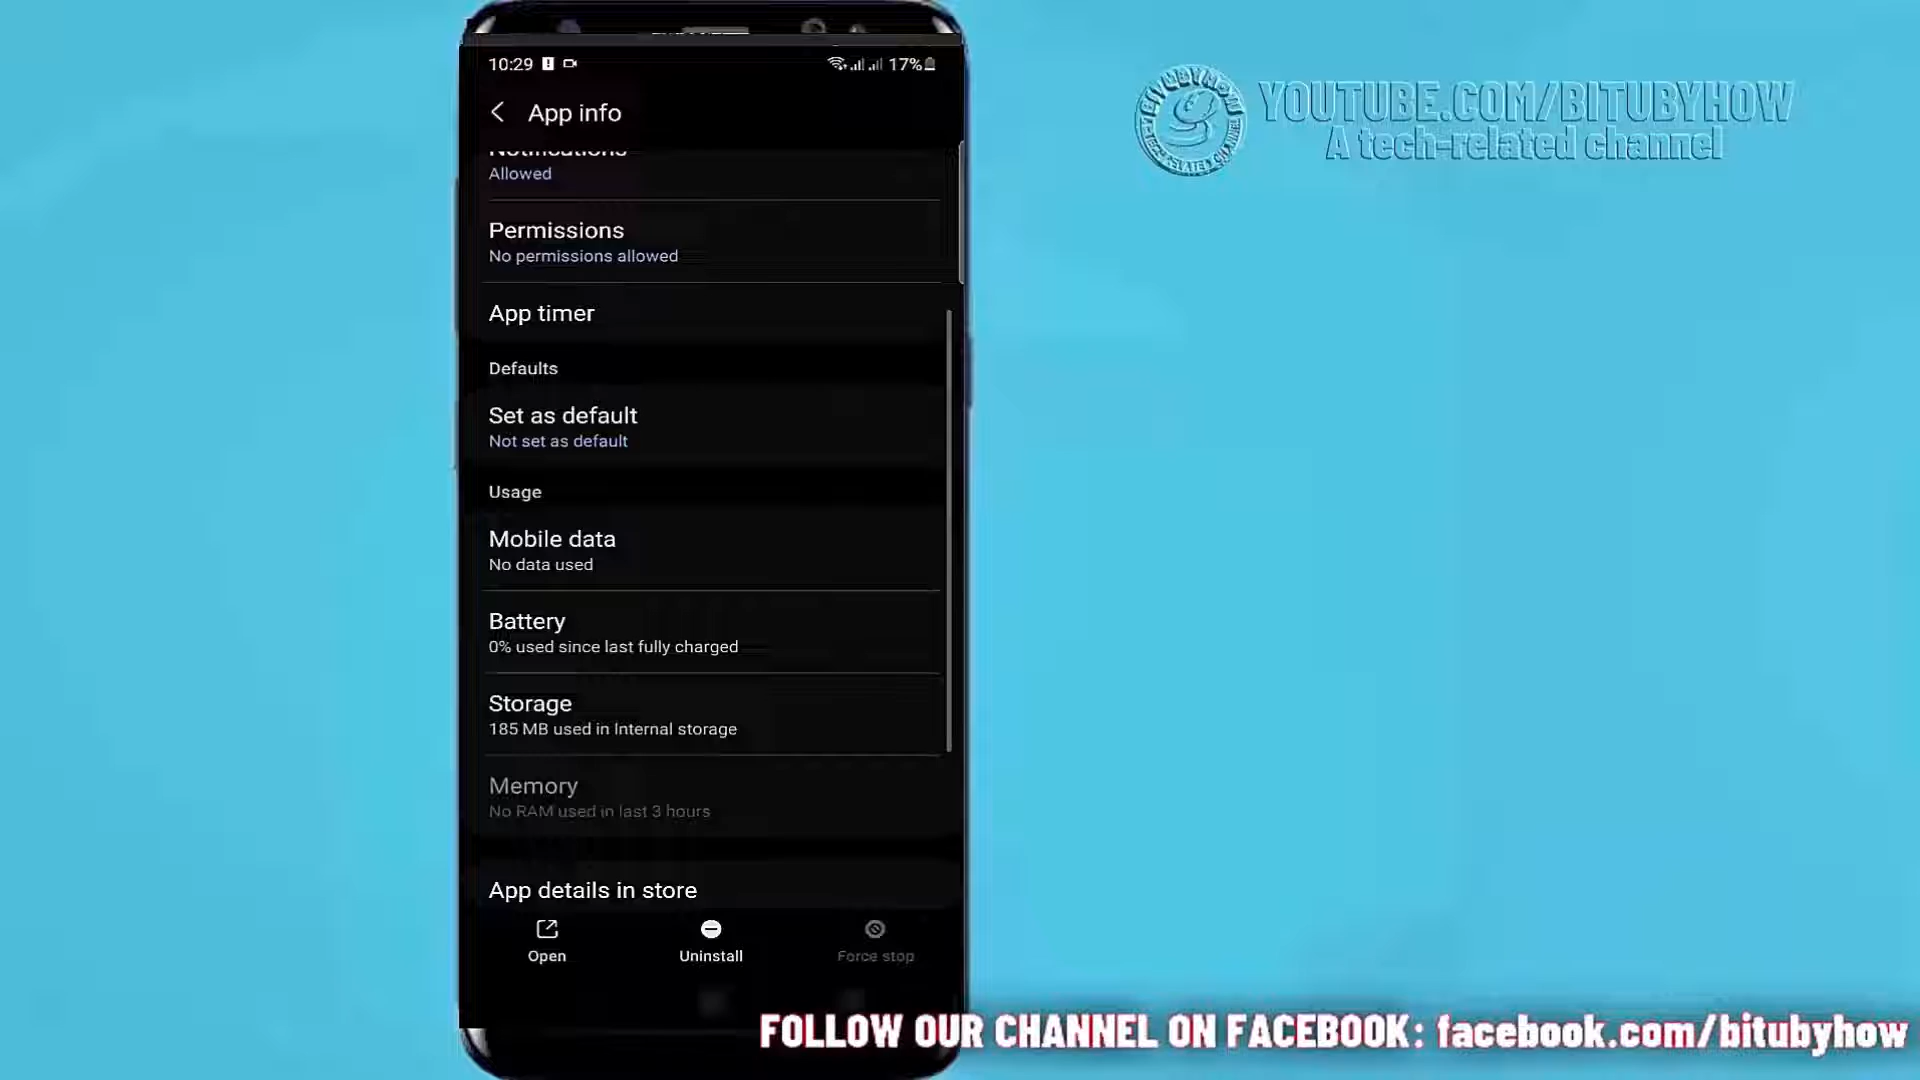 10:29
17%
App info
YOUTUBE.COM/BITUBYHOW
A tech-related channel
Notifications
Allowed
Permissions
No permissions allowed
App timer
Defaults
Set as default
Not set as default
Usage
Mobile data
No data used
Battery
0% used since last fully charged
Storage
185 MB used in Internal storage
Memory
No RAM used in last 3 hours
App details in store
Open
Uninstall
Force stop
FOLLOW OUR CHANNEL ON FACEBOOK: facebook.com/bitubyhow